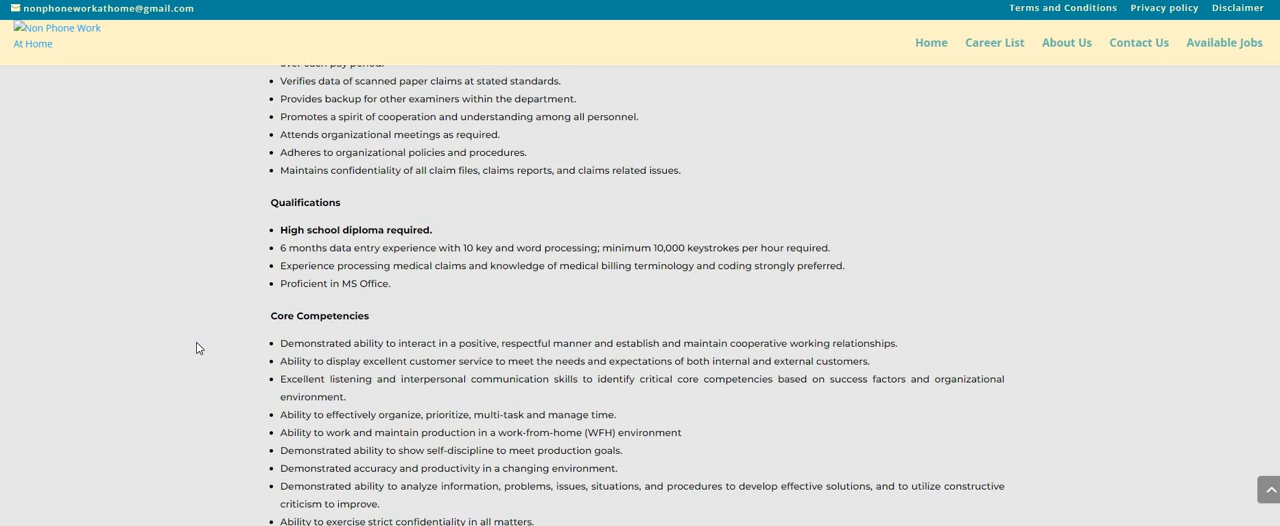 nonphoneworkathome@gmail.com
Terms and Conditions Privacy policy Disclaimer
Non Phone Work
At Home
Home Career List About Us Contact Us Available Jobs
over each pay period.
• Verifies data of scanned paper claims at stated standards.
• Provides backup for other examiners within the department.
• Promotes a spirit of cooperation and understanding among all personnel.
• Attends organizational meetings as required.
• Adheres to organizational policies and procedures.
• Maintains confidentiality of all claim files, claims reports, and claims related issues.
Qualifications
• High school diploma required.
• 6 months data entry experience with 10 key and word processing; minimum 10,000 keystrokes per hour required.
• Experience processing medical claims and knowledge of medical billing terminology and coding strongly preferred.
• Proficient in MS Office.
Core Competencies
• Demonstrated ability to interact in a positive, respectful manner and establish and maintain cooperative working relationships.
• Ability to display excellent customer service to meet the needs and expectations of both internal and external customers.
• Excellent listening and interpersonal communication skills to identify critical core competencies based on success factors and organizational
environment.
• Ability to effectively organize, prioritize, multi-task and manage time.
• Ability to work and maintain production in a work-from-home (WFH) environment
• Demonstrated ability to show self-discipline to meet production goals.
• Demonstrated accuracy and productivity in a changing environment.
• Demonstrated ability to analyze information, problems, issues, situations, and procedures to develop effective solutions, and to utilize constructive
criticism to improve.
• Ability to exercise strict confidentiality in all matters.